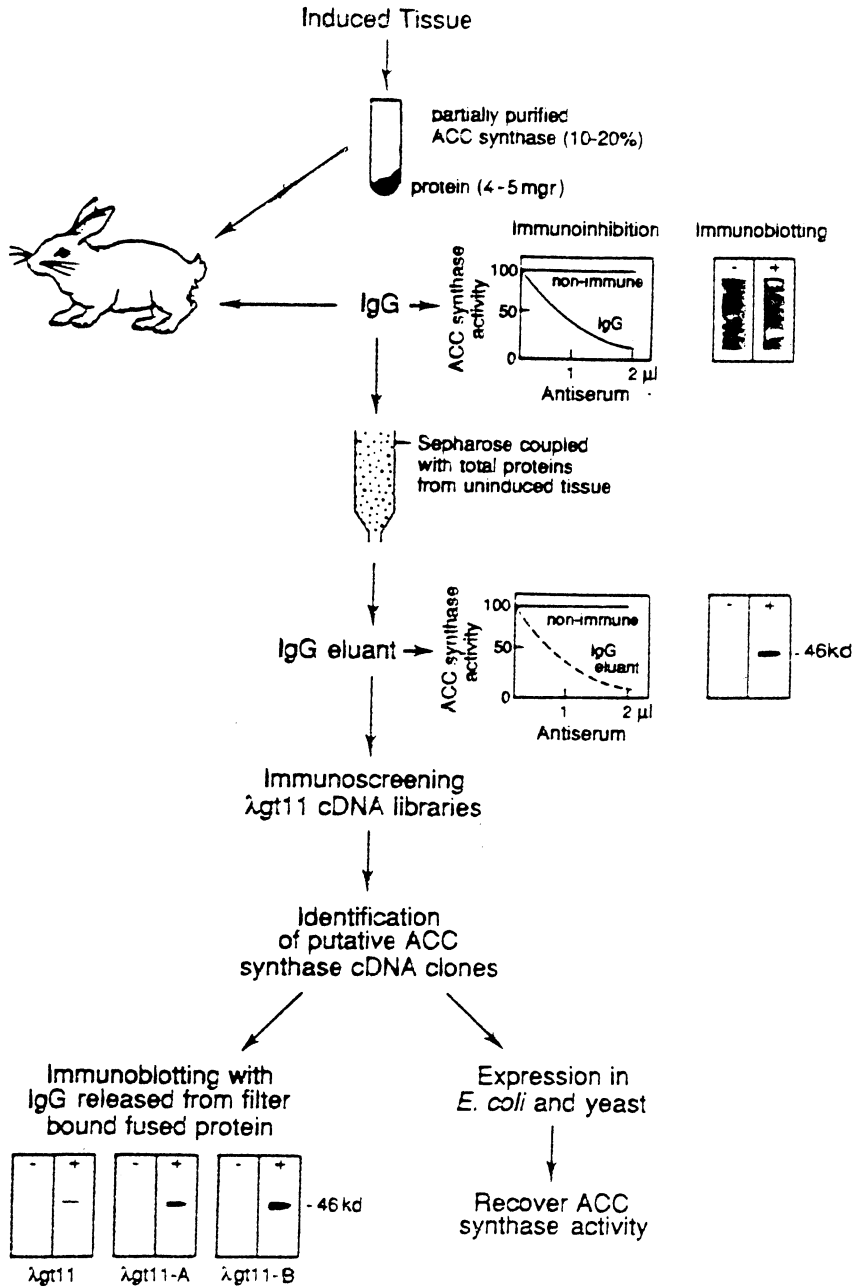 Induced Tissue
partially purified
ACC synthase (10-20%)
protein (4-5mgr)
Immunoinhibition
Immunoblotting
IgG
ACC synthase
activity
100
50
0
non-immune
IgG
1
2 μl
Antiserum
-
+
Sepharose coupled
with total proteins
from uninduced tissue
IgG eluant
ACC synthase
activity
100
50
0
non-immune
IgG
eluant
1
2 μl
Antiserum
-
+
- 46kd
Immunoscreening
λgt11 cDNA libraries
Identification
of putative ACC
synthase cDNA clones
Immunoblotting with
IgG released from filter
bound fused protein
-
+
-
+
-
+
- 46kd
λgt11
λgt11-A
λgt11-B
Expression in
E. coli and yeast
Recover ACC
synthase activity